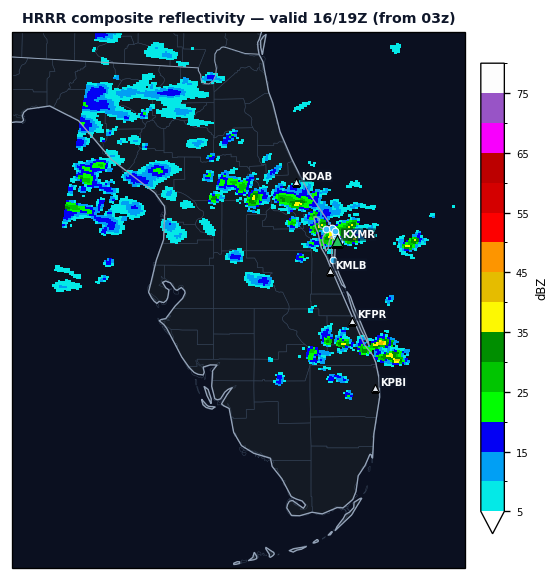 HRRR composite reflectivity — valid 16/19Z (from 03z)
KDAB
KXMR
KMLB
KFPR
KPBI
75
65
55
45
35
25
15
5
dBZ